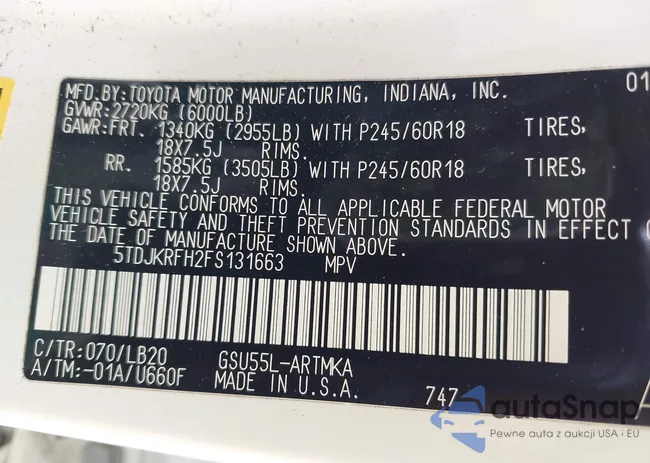 MFD.BY:TOYOTA MOTOR MANUFACTURING, INDIANA, INC. 01
GVWR:2720KG (6000LB)
GAWR:FRT. 1340KG (2955LB) WITH P245/60R18 TIRES,
18X7.5J RIMS.
RR. 1585KG (3505LB) WITH P245/60R18 TIRES,
18X7.5J RIMS.
THIS VEHICLE CONFORMS TO ALL APPLICABLE FEDERAL MOTOR
VEHICLE SAFETY AND THEFT PREVENTION STANDARDS IN EFFECT
THE DATE OF MANUFACTURE SHOWN ABOVE.
5TDJKRFH2FS131663 MPV
C/TR:070/LB20 GSU55L-ARTMKA
A/TM:-01A/U660F MADE IN U.S.A. 747
autaSnap
Pewne auta z aukcji USA i EU